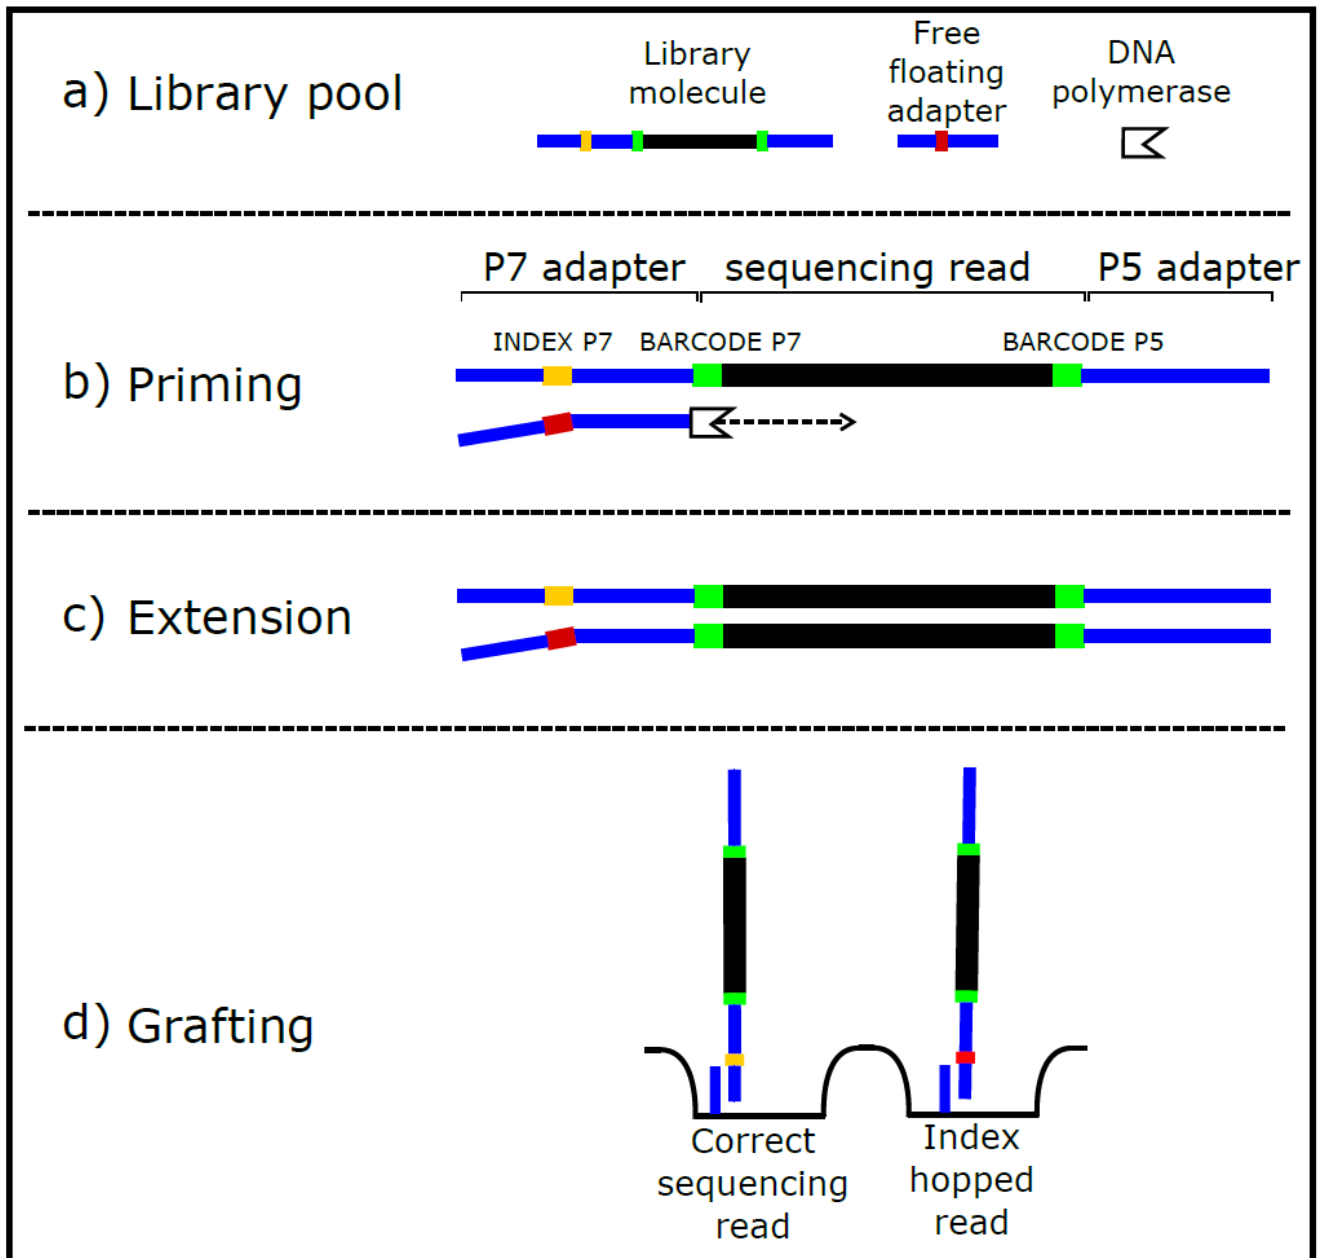 a) Library pool
Library
molecule
Free
floating
adapter
DNA
polymerase
P7 adapter
sequencing read
P5 adapter
INDEX P7
BARCODE P7
BARCODE P5
b) Priming
c) Extension
d) Grafting
Correct
sequencing
read
Index
hopped
read